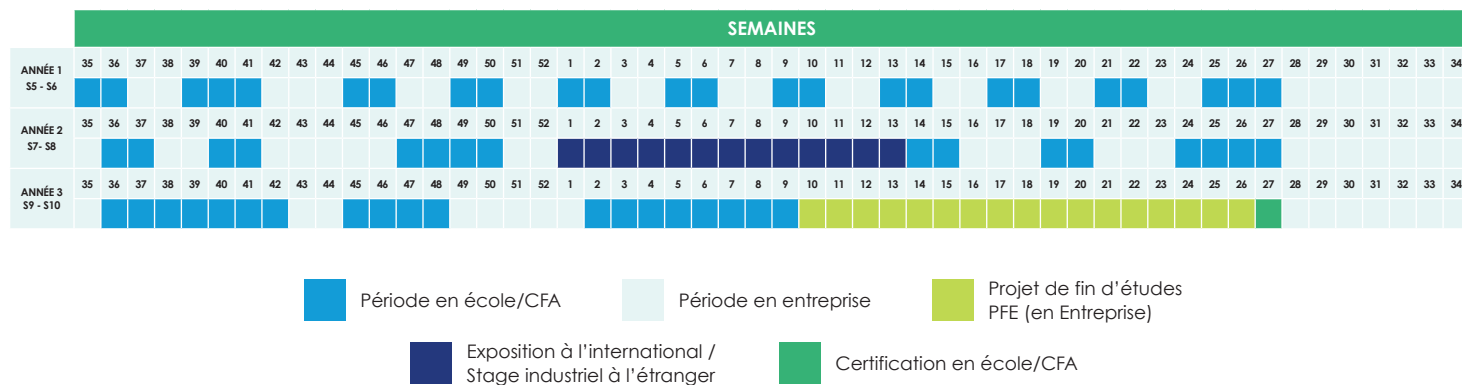 SEMAINES
ANNÉE 1
S5 - S6
35 36 37 38 39 40 41 42 43 44 45 46 47 48 49 50 51 52 1 2 3 4 5 6 7 8 9 10 11 12 13 14 15 16 17 18 19 20 21 22 23 24 25 26 27 28 29 30 31 32 33 34
ANNÉE 2
S7- S8
35 36 37 38 39 40 41 42 43 44 45 46 47 48 49 50 51 52 1 2 3 4 5 6 7 8 9 10 11 12 13 14 15 16 17 18 19 20 21 22 23 24 25 26 27 28 29 30 31 32 33 34
ANNÉE 3
S9 - S10
35 36 37 38 39 40 41 42 43 44 45 46 47 48 49 50 51 52 1 2 3 4 5 6 7 8 9 10 11 12 13 14 15 16 17 18 19 20 21 22 23 24 25 26 27 28 29 30 31 32 33 34
Période en école/CFA
Période en entreprise
Projet de fin d'études
PFE (en Entreprise)
Exposition à l'international /
Stage industriel à l'étranger
Certification en école/CFA